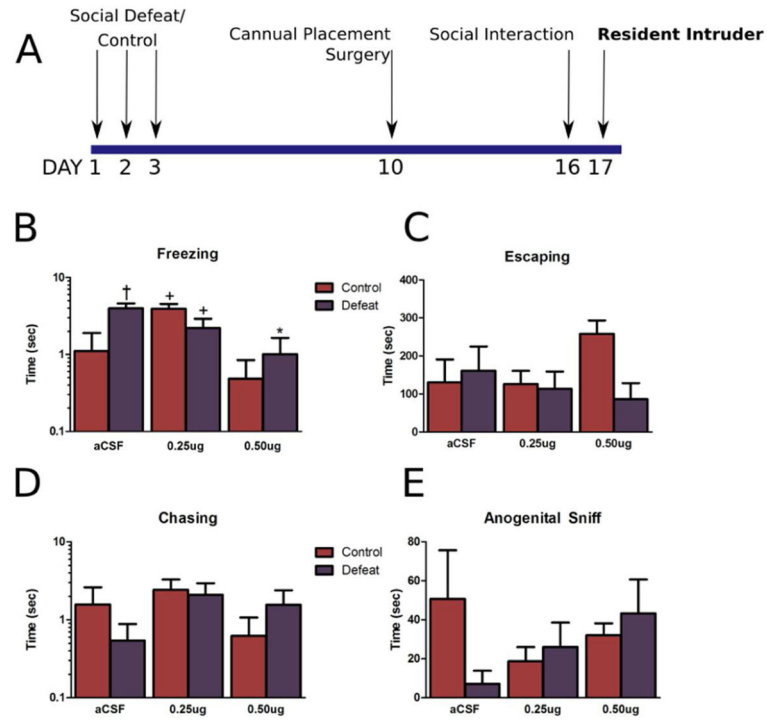 A
Social Defeat/
Control
Cannual Placement
Surgery
Social Interaction
Resident Intruder
DAY 1 2 3 10 16 17
B
Freezing
Time (sec)
10
1
0.1
†
+
+
*
aCSF 0.25ug 0.50ug
Control
Defeat
C
Escaping
Time (sec)
400
300
200
100
0
aCSF 0.25ug 0.50ug
D
Chasing
Time (sec)
10
1
0.1
aCSF 0.25ug 0.50ug
Control
Defeat
E
Anogenital Sniff
Time (sec)
80
60
40
20
0
aCSF 0.25ug 0.50ug